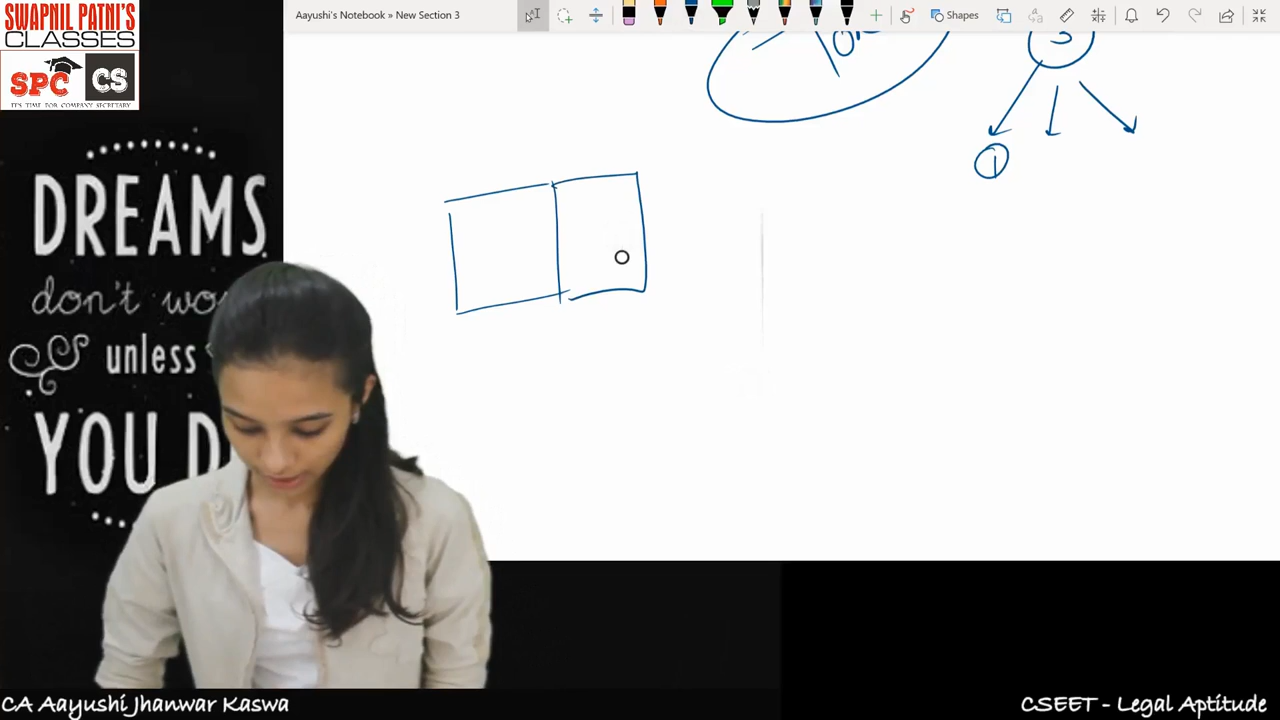 SWAPNIL PATNI'S
CLASSES
SPC CS
IT'S TIME FOR COMPANY SECRETARY
Aayushi's Notebook » New Section 3
Shapes
3
1
DREAMS
don't wo
unless
YOU D
CA Aayushi Jhanwar Kaswa
CSEET - Legal Aptitude